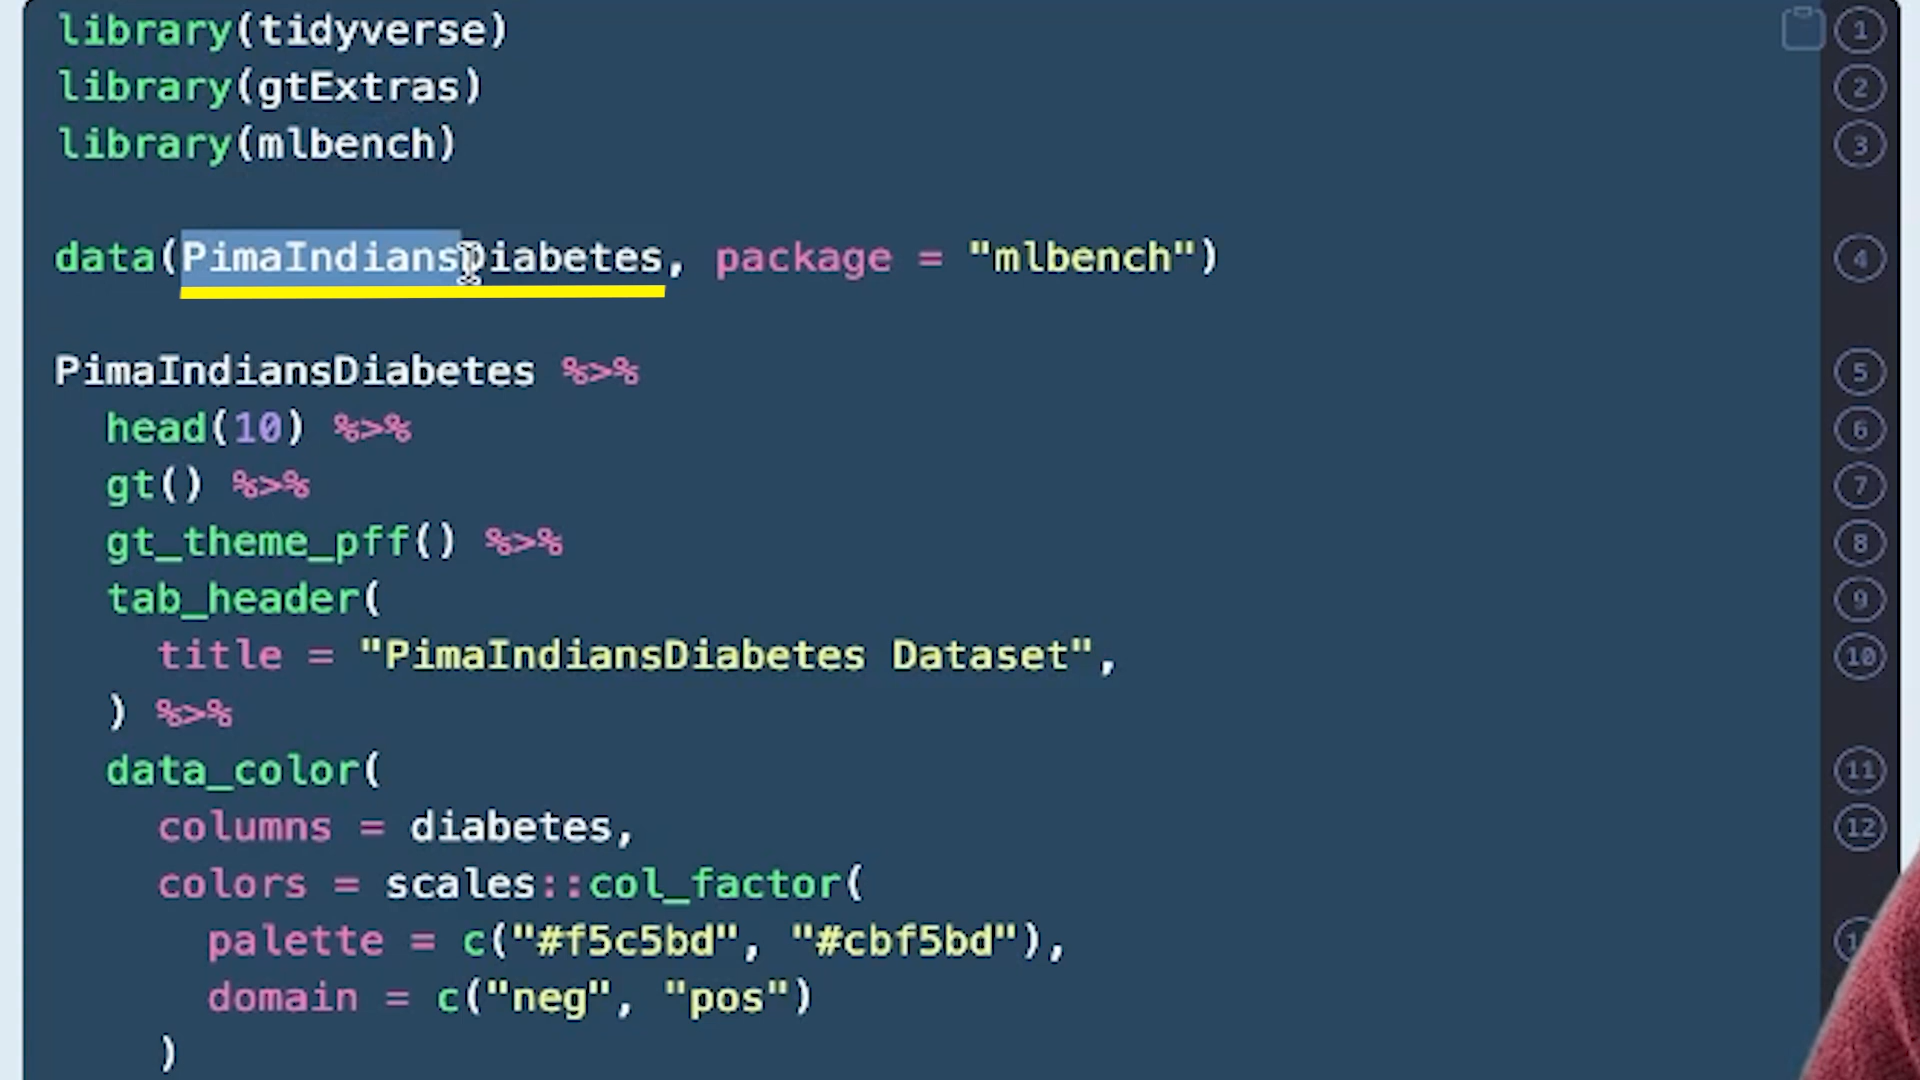 library(tidyverse) 1
library(gtExtras) 2
library(mlbench) 3
data(PimaIndiansDiabetes, package = "mlbench") 4
PimaIndiansDiabetes %>% 5
head(10) %>% 6
gt() %>% 7
gt_theme_pff() %>% 8
tab_header( 9
title = "PimaIndiansDiabetes Dataset", 10
) %>%
data_color( 11
columns = diabetes, 12
colors = scales::col_factor(
palette = c("#f5c5bd", "#cbf5bd"),
domain = c("neg", "pos")
)